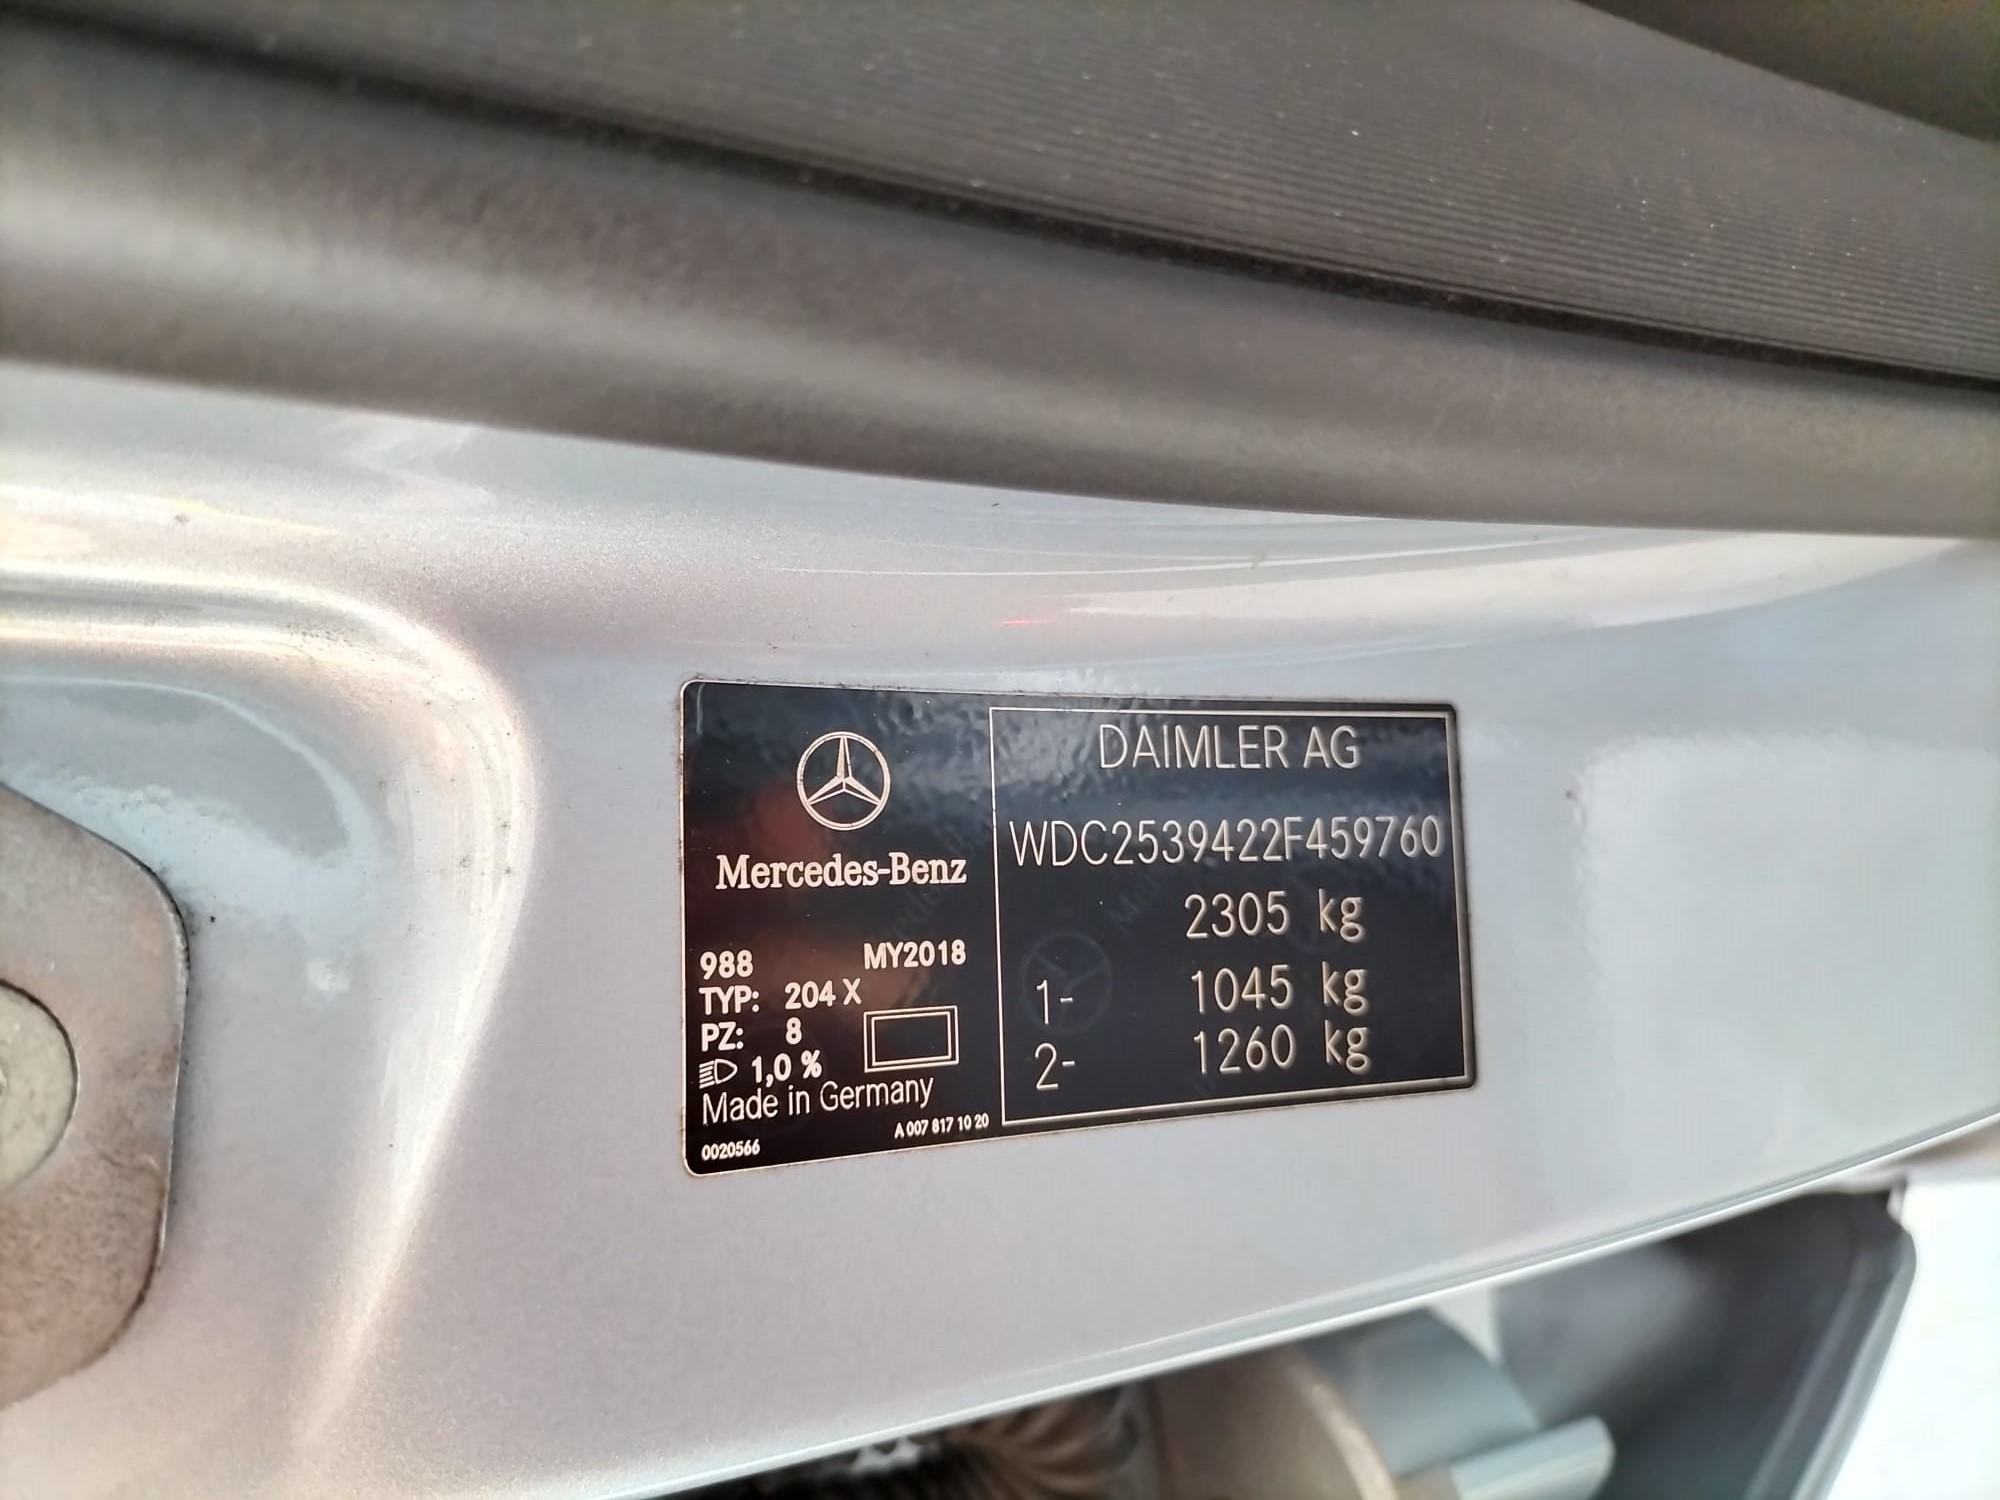 Mercedes-Benz
988 MY2018
TYP: 204 X
PZ: 8
1,0 %
Made in Germany
0020566 A 007 817 10 20
DAIMLER AG
WDC2539422F459760
2305 kg
1- 1045 kg
2- 1260 kg